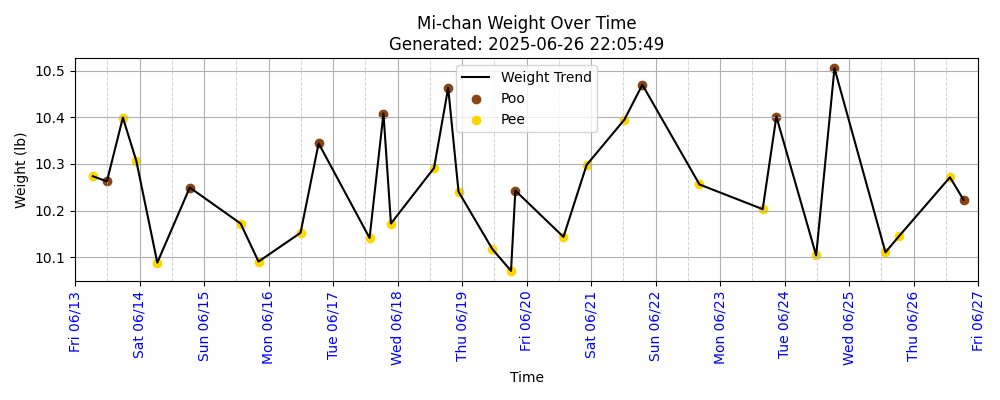 Mi-chan Weight Over Time
Generated: 2025-06-26 22:05:49
Weight Trend
Poo
Pee
Weight (lb)
10.5
10.4
10.3
10.2
10.1
Fri 06/13
Sat 06/14
Sun 06/15
Mon 06/16
Tue 06/17
Wed 06/18
Thu 06/19
Fri 06/20
Sat 06/21
Sun 06/22
Mon 06/23
Tue 06/24
Wed 06/25
Thu 06/26
Fri 06/27
Time